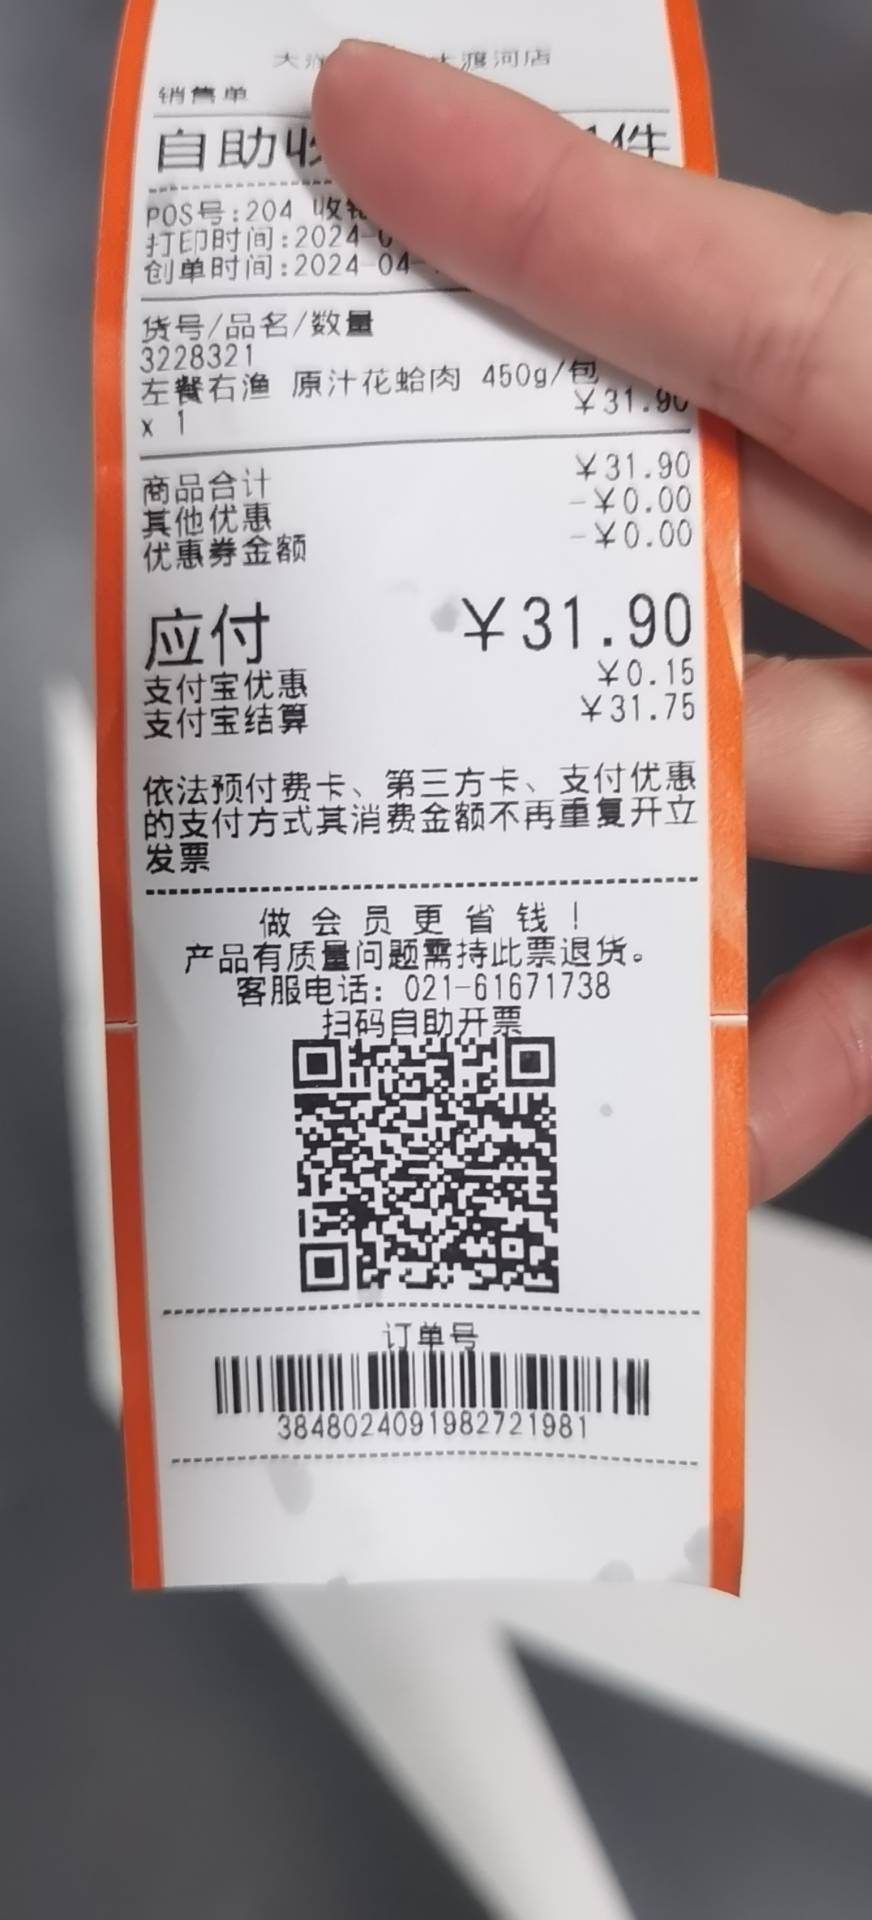 渡河店
销售单
自助 件
POS号:204
打印时间:2024-0
创单时间:2024-04-
货号/品名/数量
3228321
左餐右渔 原汁花蛤肉 450g/包
x 1 ¥31.90
商品合计 ¥31.90
其他优惠 -¥0.00
优惠券金额 -¥0.00
应付 ¥31.90
支付宝优惠 ¥0.15
支付宝结算 ¥31.75
依法预付费卡、第三方卡、支付优惠
的支付方式其消费金额不再重复开立
发票
做会员更省钱!
产品有质量问题需持此票退货。
客服电话: 021-61671738
扫码自助开票
订单号
3848024091982721981